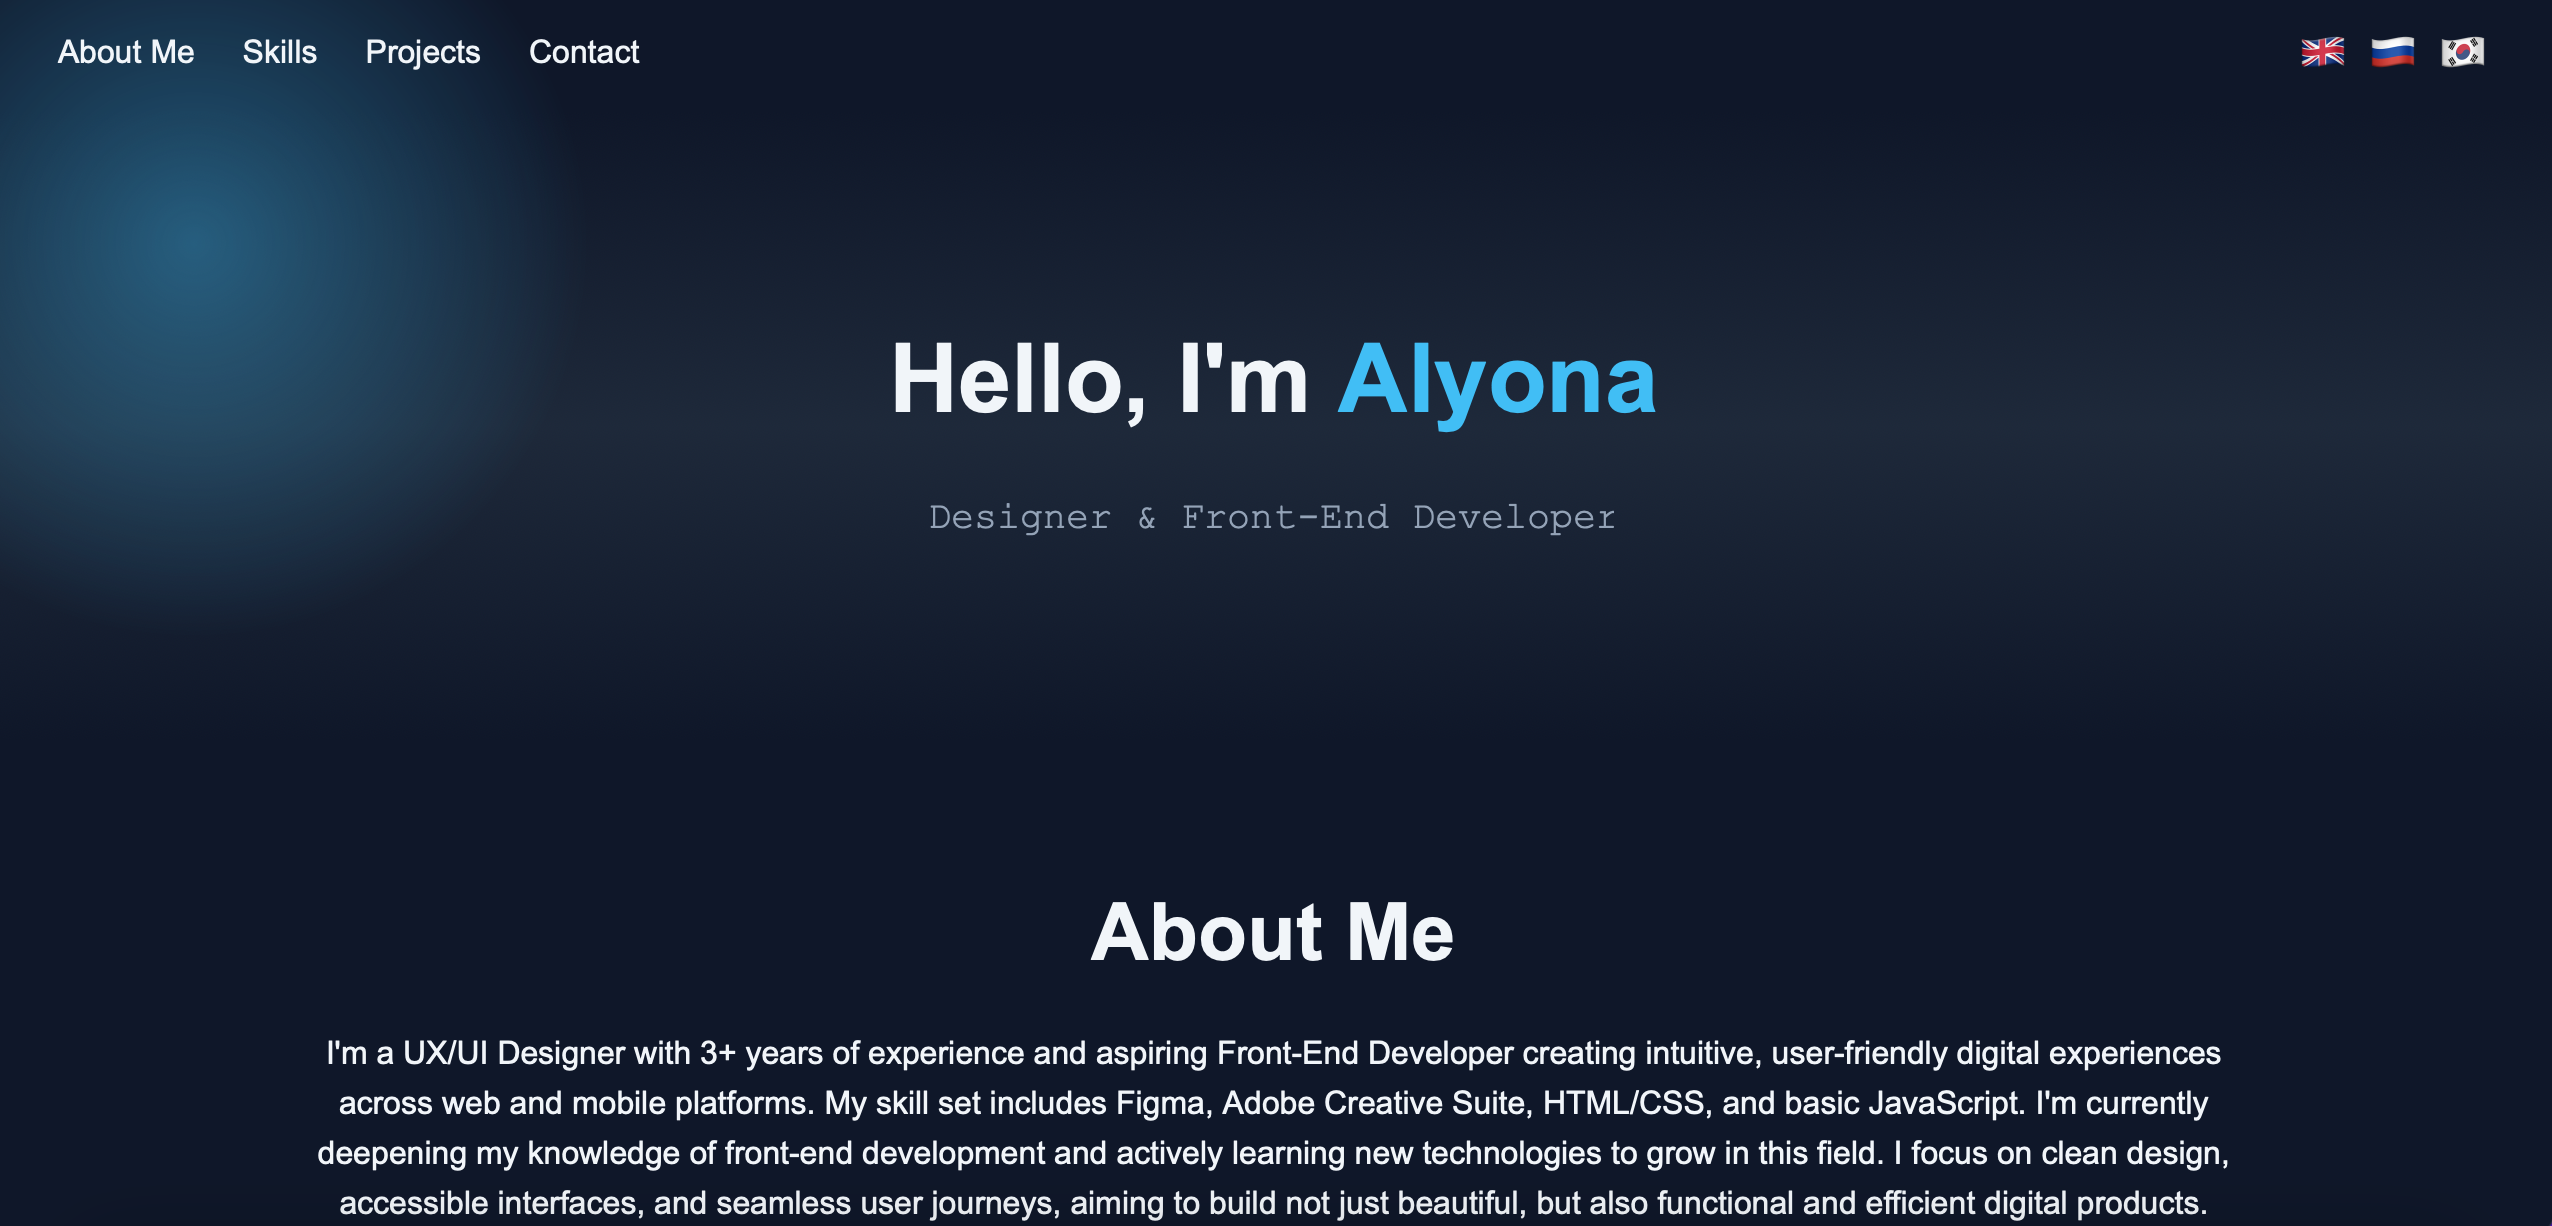 About Me Skills Projects Contact
Hello, I'm Alyona
Designer & Front-End Developer
About Me
I'm a UX/UI Designer with 3+ years of experience and aspiring Front-End Developer creating intuitive, user-friendly digital experiences
across web and mobile platforms. My skill set includes Figma, Adobe Creative Suite, HTML/CSS, and basic JavaScript. I'm currently
deepening my knowledge of front-end development and actively learning new technologies to grow in this field. I focus on clean design,
accessible interfaces, and seamless user journeys, aiming to build not just beautiful, but also functional and efficient digital products.